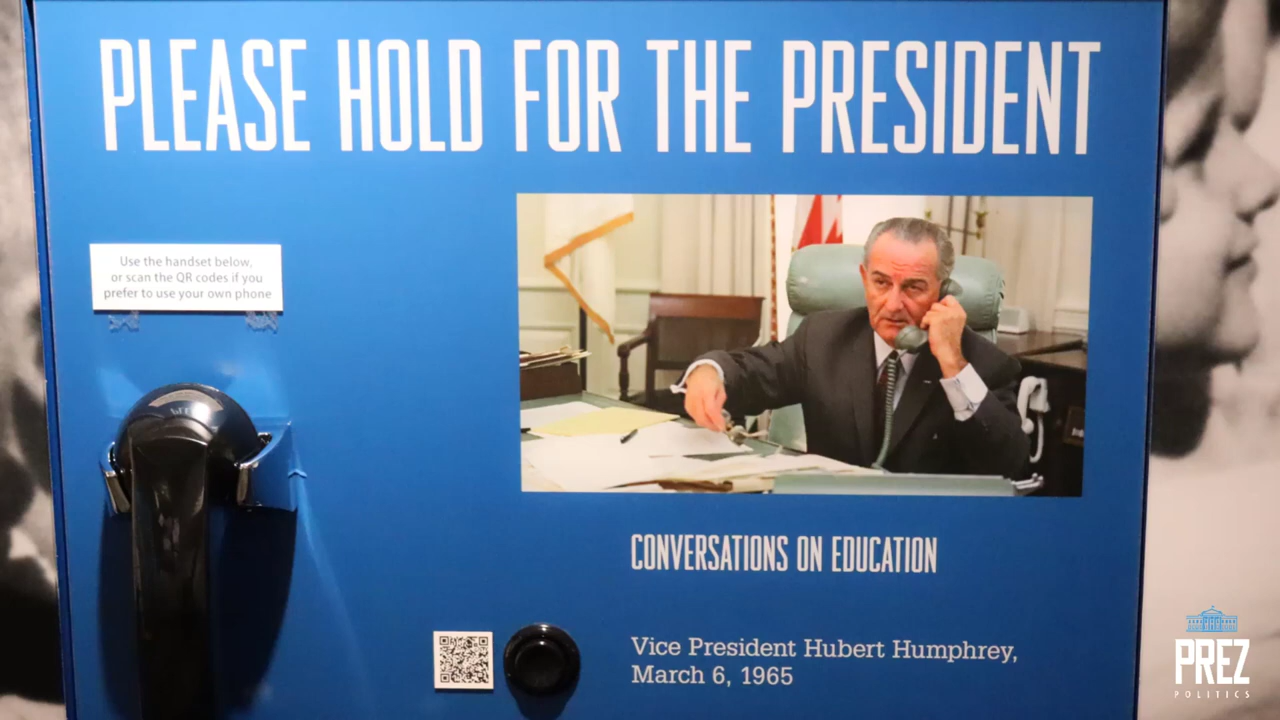 PLEASE HOLD FOR THE PRESIDENT
Use the handset below,
or scan the QR codes if you
prefer to use your own phone
CONVERSATIONS ON EDUCATION
Vice President Hubert Humphrey,
March 6, 1965
PREZ
POLITICS